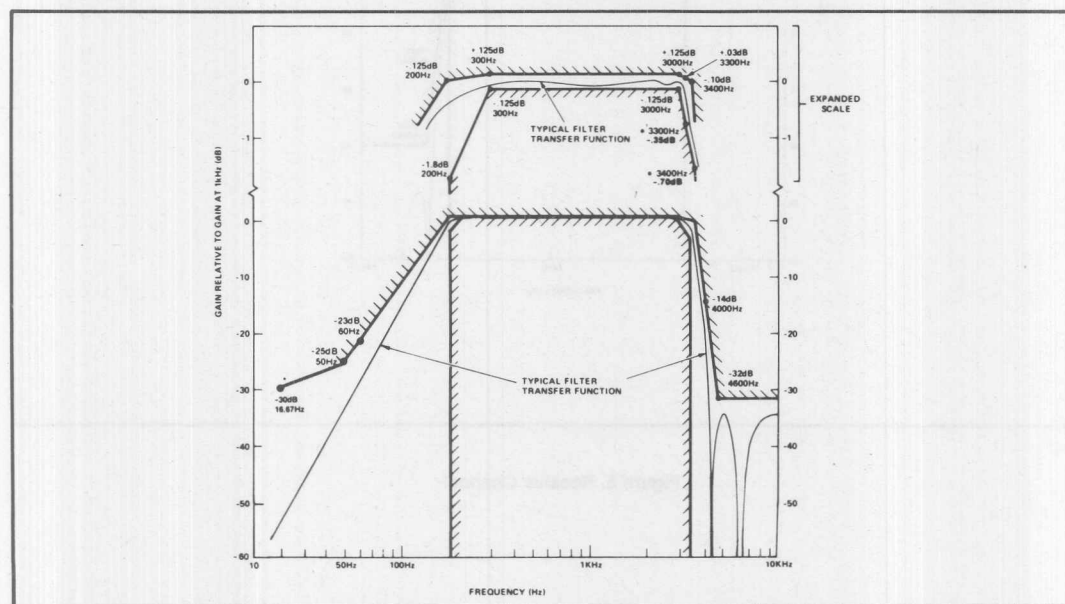 +.125dB
300Hz
+.125dB
3000Hz
+.03dB
3300Hz
-.125dB
200Hz
0
0
-.10dB
3400Hz
EXPANDED
SCALE
-.125dB
300Hz
-.125dB
3000Hz
TYPICAL FILTER
TRANSFER FUNCTION
3300Hz
-.35dB
-1
-1
-1.8dB
200Hz
3400Hz
-.70dB
GAIN RELATIVE TO GAIN AT 1kHz (dB)
0
0
-10
-10
-14dB
4000Hz
-23dB
60Hz
-20
-20
-25dB
50Hz
-32dB
4600Hz
TYPICAL FILTER
TRANSFER FUNCTION
-30
-30
-30dB
16.67Hz
-40
-40
-50
-50
-60
10
50Hz
100Hz
1KHz
10KHz
FREQUENCY (Hz)